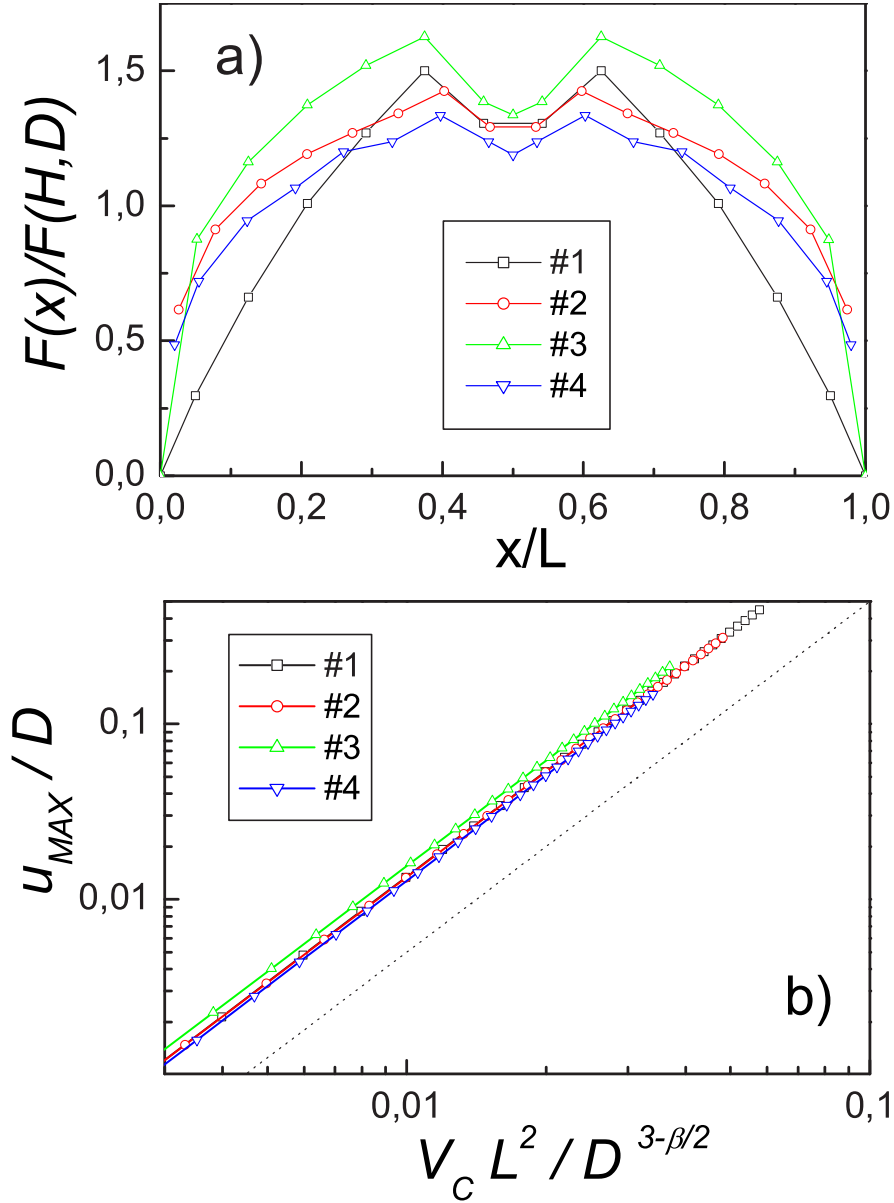 a)
1,5
1,0
0,5
0,0
F(x)/F(H,D)
#1
#2
#3
#4
0,0 0,2 0,4 0,6 0,8 1,0
x/L
#1
#2
#3
#4
0,1
0,01
u_MAX / D
b)
0,01 0,1
V_C L^2 / D^{3-β/2}